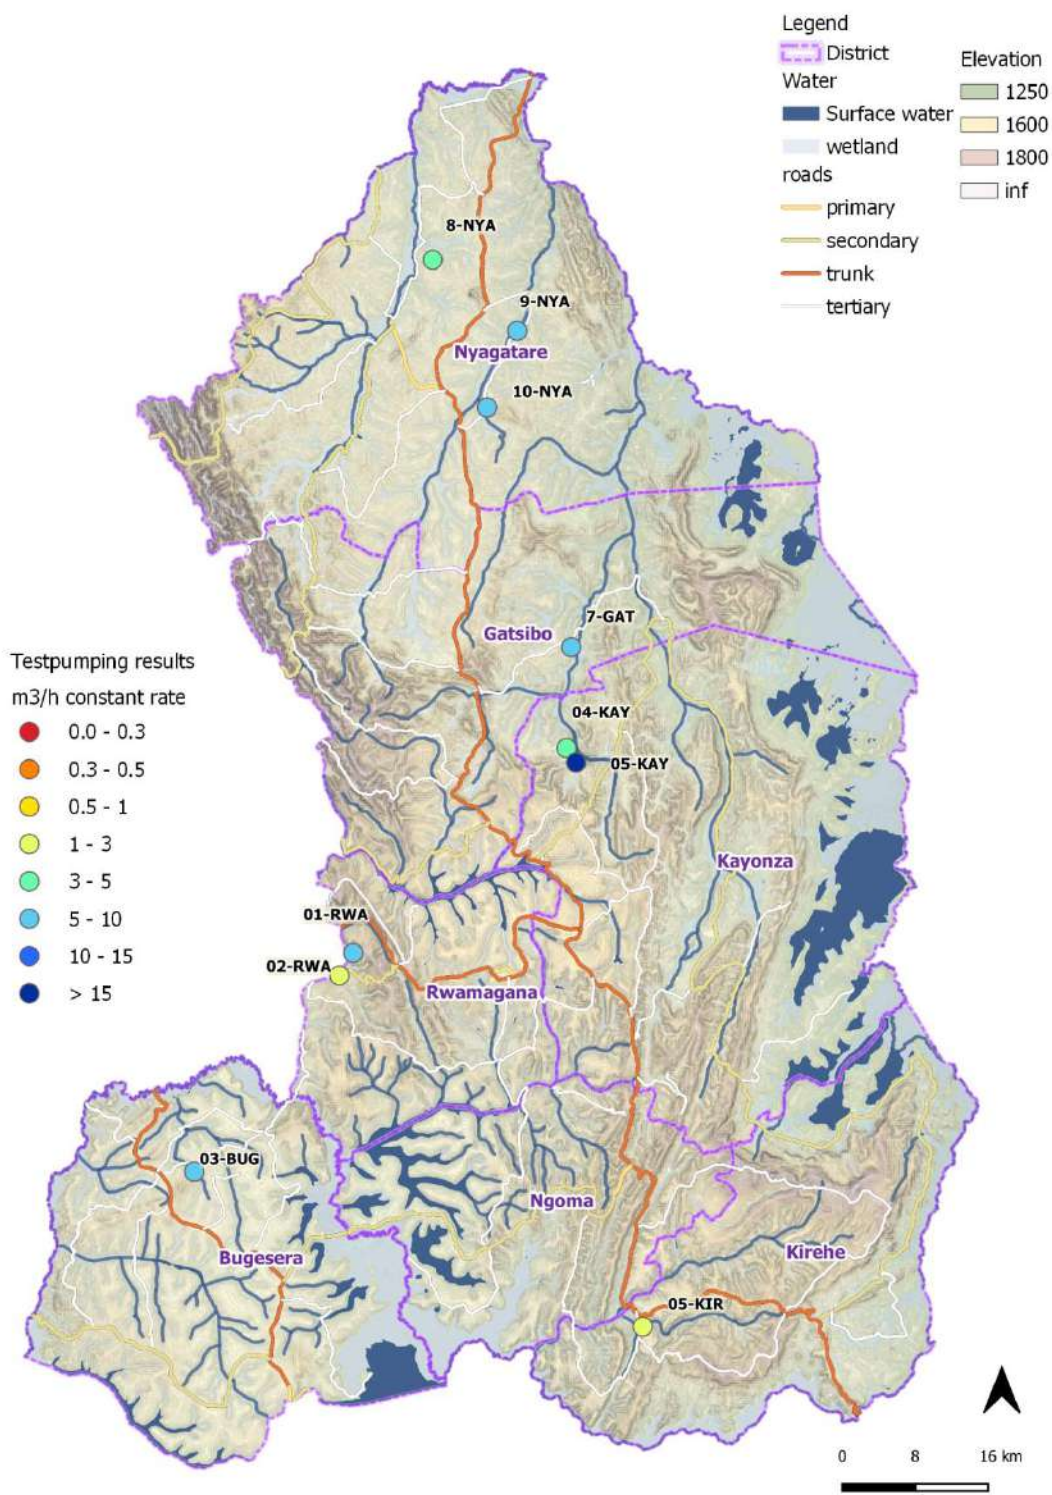 Legend
District
Water
Surface water
wetland
roads
primary
secondary
trunk
tertiary
Elevation
1250
1600
1800
inf
8-NYA
9-NYA
Nyagatare
10-NYA
7-GAT
Gatsibo
04-KAY
05-KAY
Kayonza
Testpumping results
m3/h constant rate
0.0 - 0.3
0.3 - 0.5
0.5 - 1
1 - 3
3 - 5
5 - 10
10 - 15
> 15
01-RWA
02-RWA
Rwamagana
03-BUG
Ngoma
Bugesera
Kirehe
05-KIR
0 8 16 km